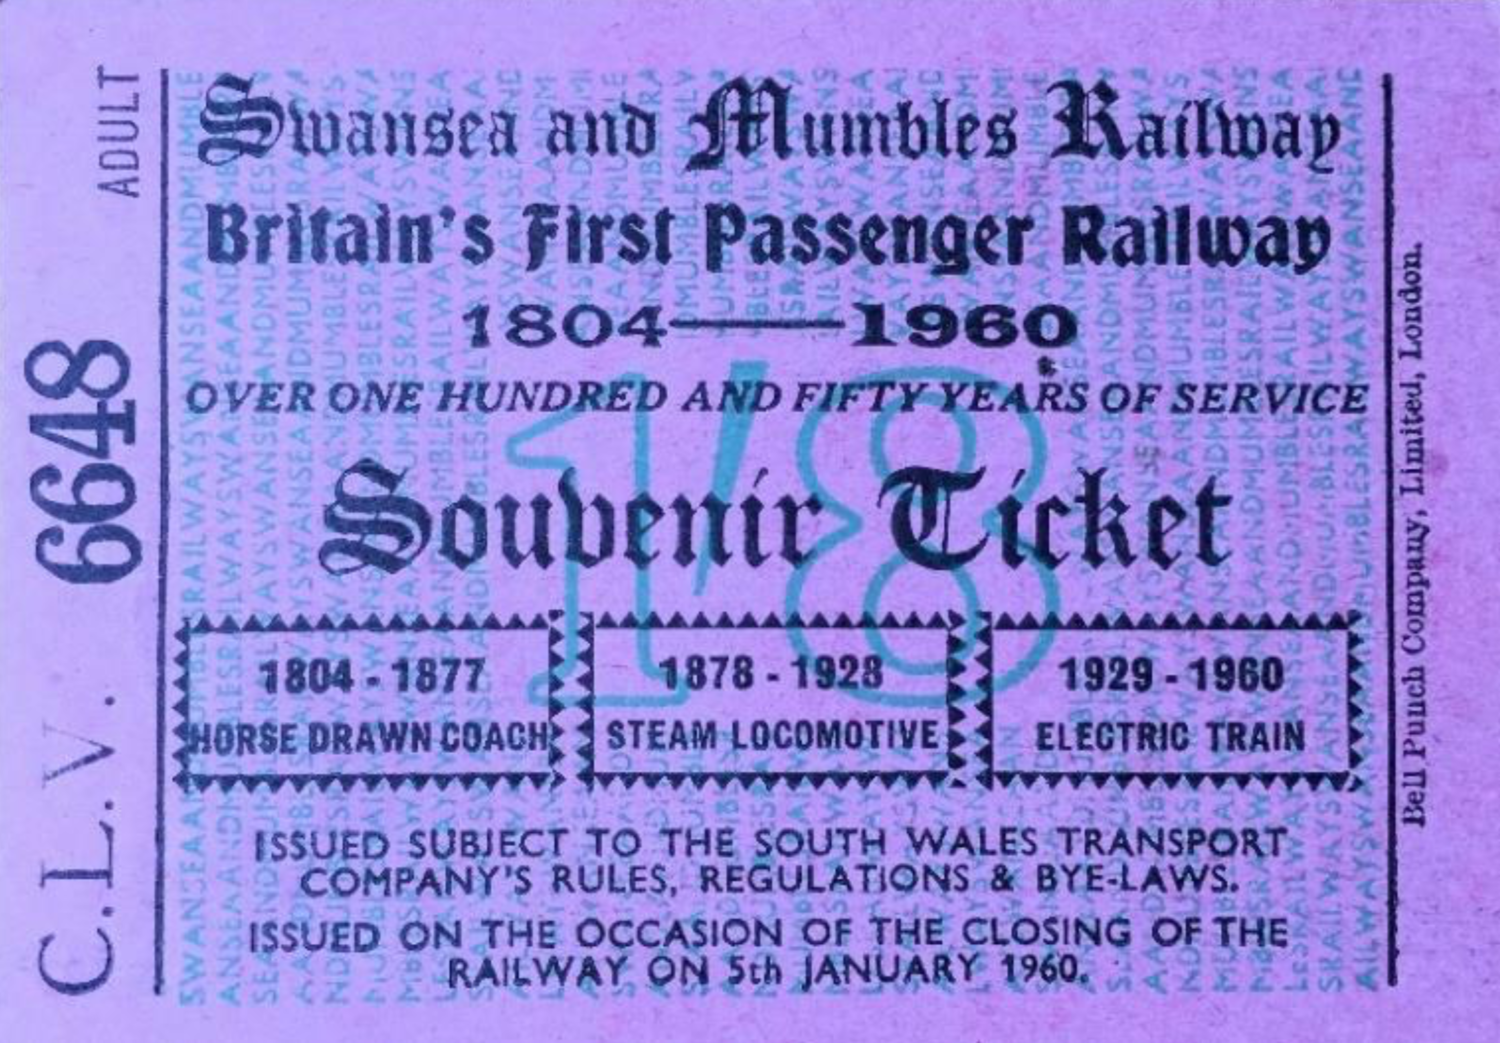 ADULT
C.L.V. 6648
Swansea and Mumbles Railway
Britain's First Passenger Railway
1804——1960
OVER ONE HUNDRED AND FIFTY YEARS OF SERVICE
1'8
Souvenir Ticket
1804 - 1877
HORSE DRAWN COACH
1878 - 1928
STEAM LOCOMOTIVE
1929 - 1960
ELECTRIC TRAIN
ISSUED SUBJECT TO THE SOUTH WALES TRANSPORT
COMPANY'S RULES, REGULATIONS & BYE-LAWS.
ISSUED ON THE OCCASION OF THE CLOSING OF THE
RAILWAY ON 5th JANUARY 1960.
Bell Punch Company, Limited, London.